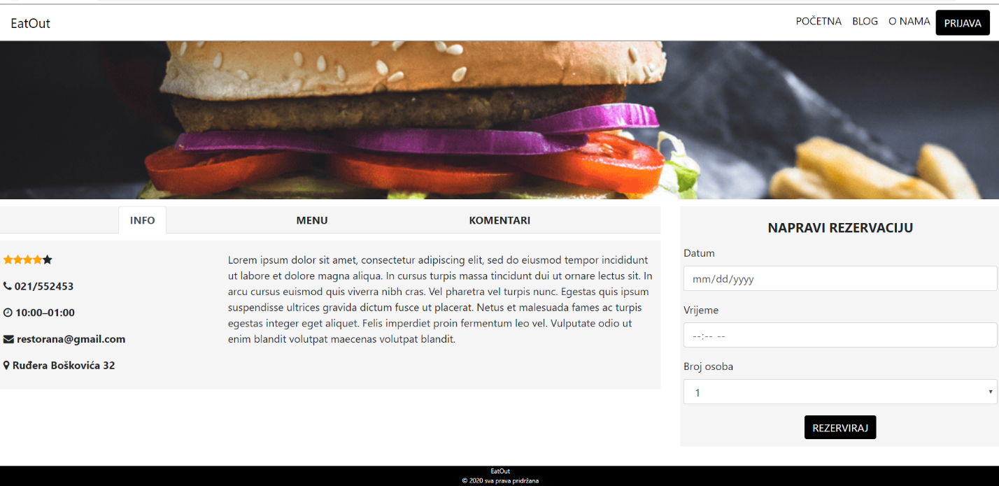 EatOut
POČETNA BLOG O NAMA PRIJAVA
INFO MENU KOMENTARI
021/552453
10:00–01:00
restorana@gmail.com
Ruđera Boškovića 32
Lorem ipsum dolor sit amet, consectetur adipiscing elit, sed do eiusmod tempor incididunt
ut labore et dolore magna aliqua. In cursus turpis massa tincidunt dui ut ornare lectus sit. In
arcu cursus euismod quis viverra nibh cras. Vel pharetra vel turpis nunc. Egestas quis ipsum
suspendisse ultrices gravida dictum fusce ut placerat. Netus et malesuada fames ac turpis
egestas integer eget aliquet. Felis imperdiet proin fermentum leo vel. Vulputate odio ut
enim blandit volutpat maecenas volutpat blandit.
NAPRAVI REZERVACIJU
Datum
mm/dd/yyyy
Vrijeme
--:-- --
Broj osoba
1
REZERVIRAJ
EatOut
© 2020 sva prava pridržana